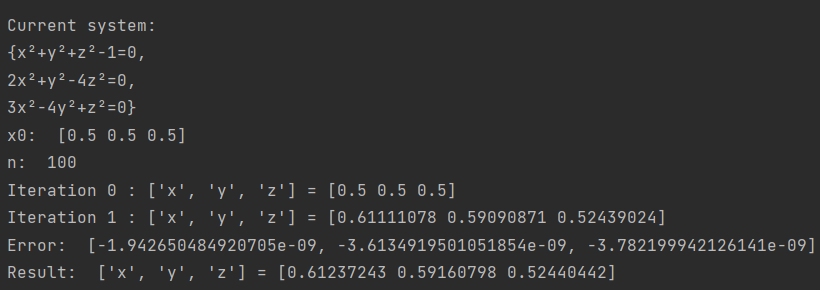 Current system:
{x²+y²+z²-1=0,
2x²+y²-4z²=0,
3x²-4y²+z²=0}
x0:  [0.5 0.5 0.5]
n:  100
Iteration 0 : ['x', 'y', 'z'] = [0.5 0.5 0.5]
Iteration 1 : ['x', 'y', 'z'] = [0.61111078 0.59090871 0.52439024]
Error:  [-1.942650484920705e-09, -3.6134919501051854e-09, -3.782199942126141e-09]
Result:  ['x', 'y', 'z'] = [0.61237243 0.59160798 0.52440442]